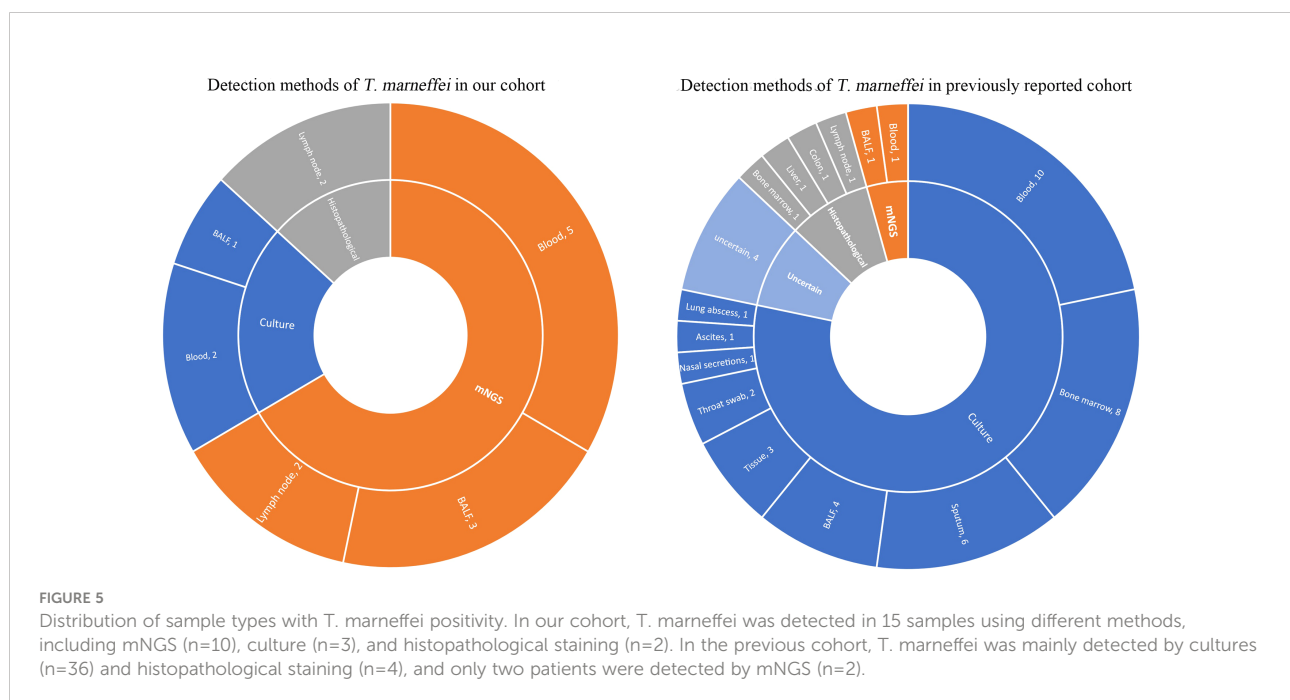 Detection methods of T. marneffei in our cohort
Lymph node, 2
Histopathological
BALF, 1
Culture
Blood, 2
Blood, 5
mNGS
Lymph node, 2
BALF, 3
Detection methods of T. marneffei in previously reported cohort
Lymph node, 1
BALF, 1
Blood, 1
Colon, 1
Liver, 1
Bone marrow, 1
Histopathological
mNGS
Blood, 10
uncertain, 4
Uncertain
Lung abscess, 1
Ascites, 1
Nasal secretions, 1
Throat swab, 2
Tissue, 3
BALF, 4
Sputum, 6
Culture
Bone marrow, 8
FIGURE 5
Distribution of sample types with T. marneffei positivity. In our cohort, T. marneffei was detected in 15 samples using different methods,
including mNGS (n=10), culture (n=3), and histopathological staining (n=2). In the previous cohort, T. marneffei was mainly detected by cultures
(n=36) and histopathological staining (n=4), and only two patients were detected by mNGS (n=2).